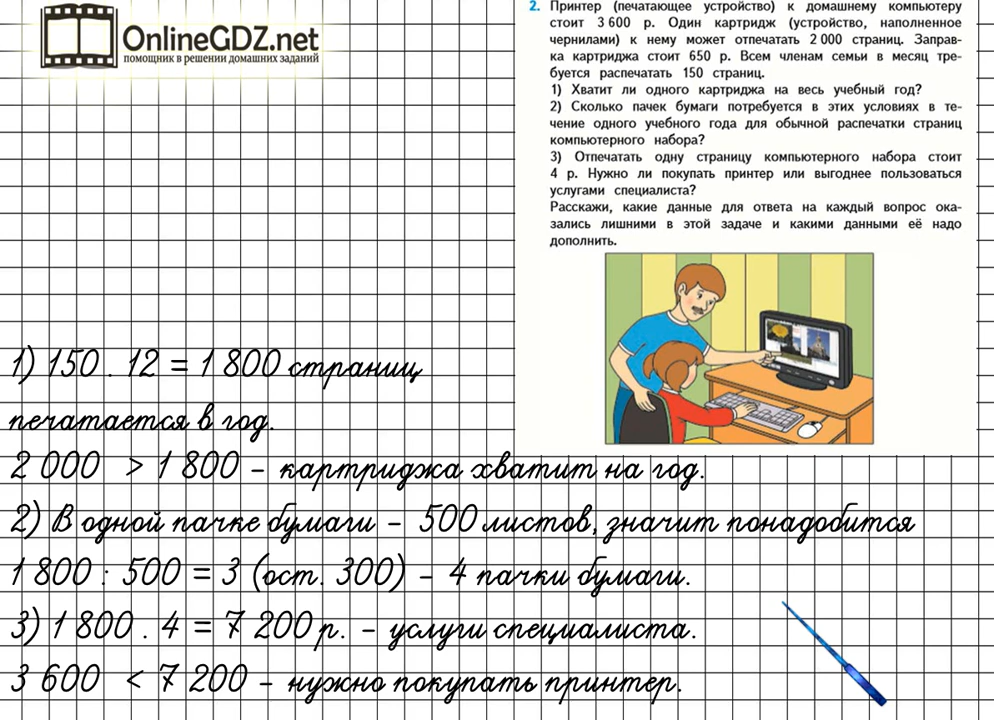 OnlineGDZ.net
помощник в решении домашних заданий
2. Принтер (печатающее устройство) к домашнему компьютеру
стоит 3 600 р. Один картридж (устройство, наполненное
чернилами) к нему может отпечатать 2 000 страниц. Заправ-
ка картриджа стоит 650 р. Всем членам семьи в месяц тре-
буется распечатать 150 страниц.
1) Хватит ли одного картриджа на весь учебный год?
2) Сколько пачек бумаги потребуется в этих условиях в те-
чение одного учебного года для обычной распечатки страниц
компьютерного набора?
3) Отпечатать одну страницу компьютерного набора стоит
4 р. Нужно ли покупать принтер или выгоднее пользоваться
услугами специалиста?
Расскажи, какие данные для ответа на каждый вопрос ока-
зались лишними в этой задаче и какими данными её надо
дополнить.
1) 150 . 12 = 1 800 страниц
печатается в год.
2 000 > 1 800 – картриджа хватит на год.
2) В одной пачке бумаги – 500 листов, значит понадобится
1 800 : 500 = 3 (ост. 300) – 4 пачки бумаги.
3) 1 800 . 4 = 7 200 р. – услуги специалиста.
3 600 < 7 200 – нужно покупать принтер.